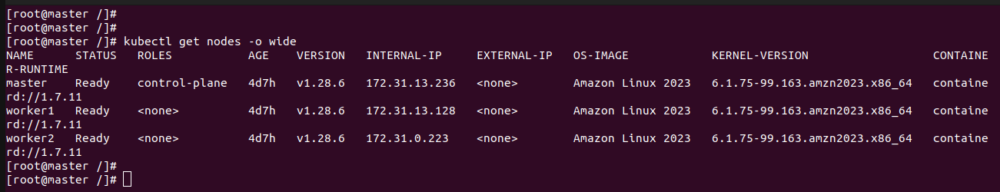 [root@master /]#
[root@master /]#
[root@master /]# kubectl get nodes -o wide
NAME      STATUS   ROLES           AGE    VERSION   INTERNAL-IP     EXTERNAL-IP   OS-IMAGE            KERNEL-VERSION                    CONTAINE
R-RUNTIME
master    Ready    control-plane   4d7h   v1.28.6   172.31.13.236   <none>        Amazon Linux 2023   6.1.75-99.163.amzn2023.x86_64   containe
rd://1.7.11
worker1   Ready    <none>          4d7h   v1.28.6   172.31.13.128   <none>        Amazon Linux 2023   6.1.75-99.163.amzn2023.x86_64   containe
rd://1.7.11
worker2   Ready    <none>          4d7h   v1.28.6   172.31.0.223    <none>        Amazon Linux 2023   6.1.75-99.163.amzn2023.x86_64   containe
rd://1.7.11
[root@master /]#
[root@master /]#